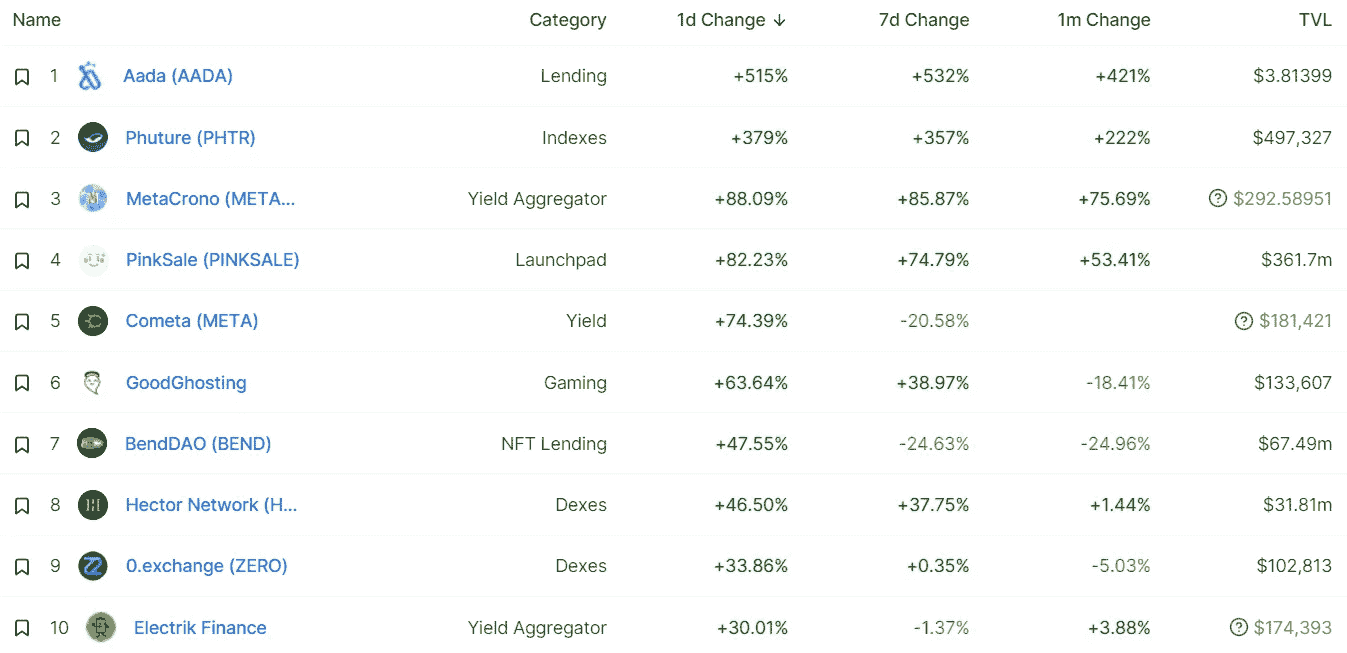 Name Category 1d Change ↓ 7d Change 1m Change TVL
1 Aada (AADA) Lending +515% +532% +421% $3.81399
2 Phuture (PHTR) Indexes +379% +357% +222% $497,327
3 MetaCrono (META... Yield Aggregator +88.09% +85.87% +75.69% $292.58951
4 PinkSale (PINKSALE) Launchpad +82.23% +74.79% +53.41% $361.7m
5 Cometa (META) Yield +74.39% -20.58% $181,421
6 GoodGhosting Gaming +63.64% +38.97% -18.41% $133,607
7 BendDAO (BEND) NFT Lending +47.55% -24.63% -24.96% $67.49m
8 Hector Network (H... Dexes +46.50% +37.75% +1.44% $31.81m
9 0.exchange (ZERO) Dexes +33.86% +0.35% -5.03% $102,813
10 Electrik Finance Yield Aggregator +30.01% -1.37% +3.88% $174,393